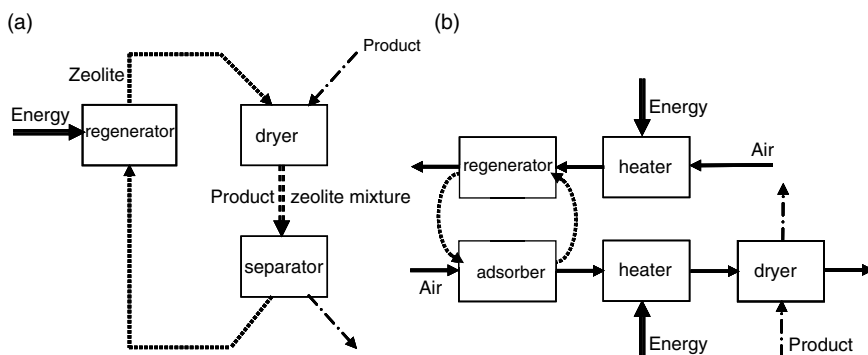 (a)
Zeolite
Product
Energy
regenerator
dryer
Product zeolite mixture
separator
(b)
Energy
regenerator
heater
Air
adsorber
heater
dryer
Air
Energy
Product